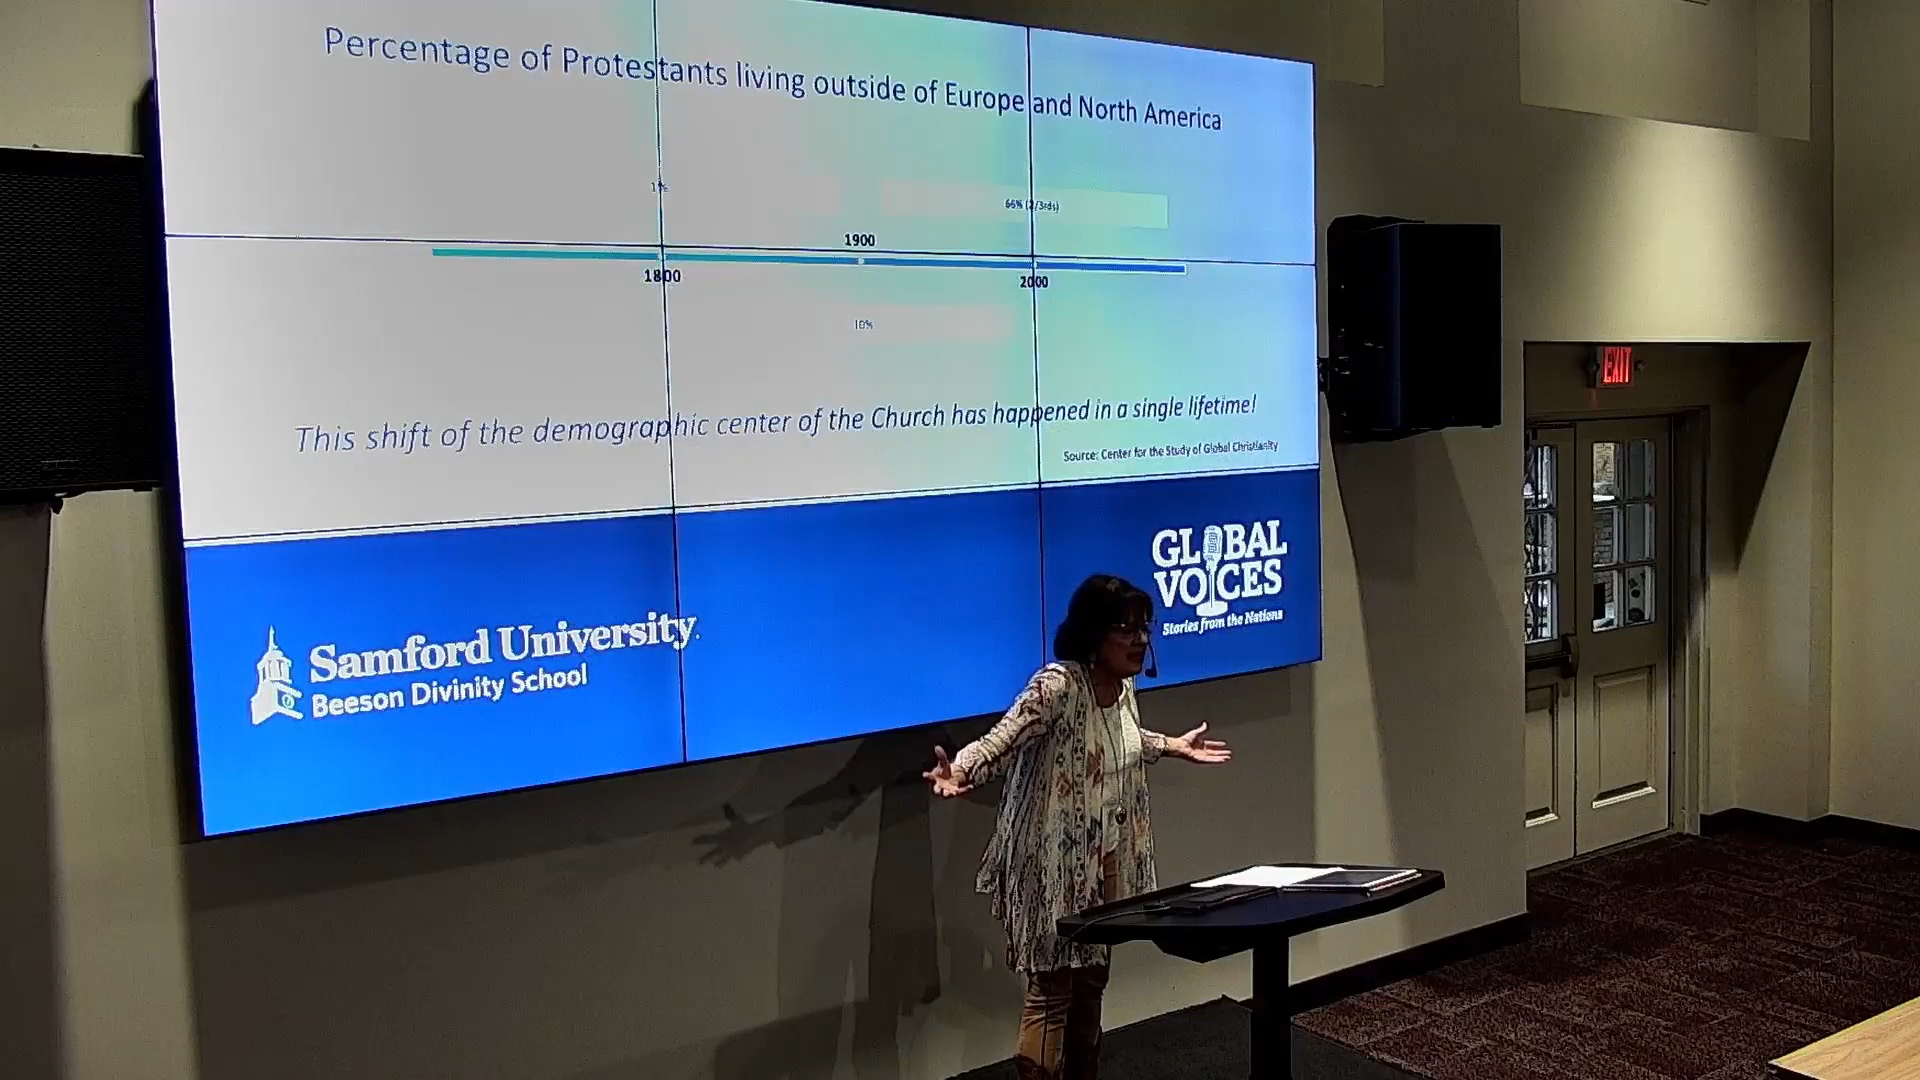 Percentage of Protestants living outside of Europe and North America
1%
66% (2/3rds)
1900
1800
2000
10%
This shift of the demographic center of the Church has happened in a single lifetime!
Source: Center for the Study of Global Christianity
GLOBAL
VOICES
Stories from the Nations
Samford University
Beeson Divinity School
EXIT